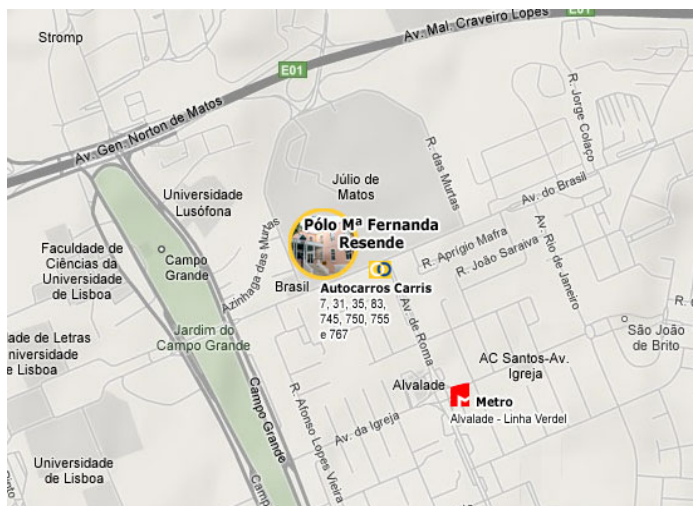 Stromp
Av. Mal. Craveiro Lopes
E01
E01
Av. Gen. Norton de Matos
R. Jorge Colaço
R. das Murtas
Júlio de
Matos
Av. do Brasil
Universidade
Lusófona
Pólo Mª Fernanda
Resende
Azinhaga das Murtas
Faculdade de
Ciências da
Universidade
de Lisboa
Campo
Grande
R. Aprígio Mafra
R. João Saraiva
Av. Rio de Janeiro
Brasil
Autocarros Carris
7, 31, 35, 83,
745, 750, 755
e 767
Av. de Roma
Jardim do
Campo Grande
ade de Letras
niversidade
e Lisboa
São João
de Brito
AC Santos-Av.
Igreja
Alvalade
Metro
Alvalade - Linha Verdel
Campo Grande
R. Afonso Lopes Vieira
Av. da Igreja
Universidade
de Lisboa
Campo
Pinto